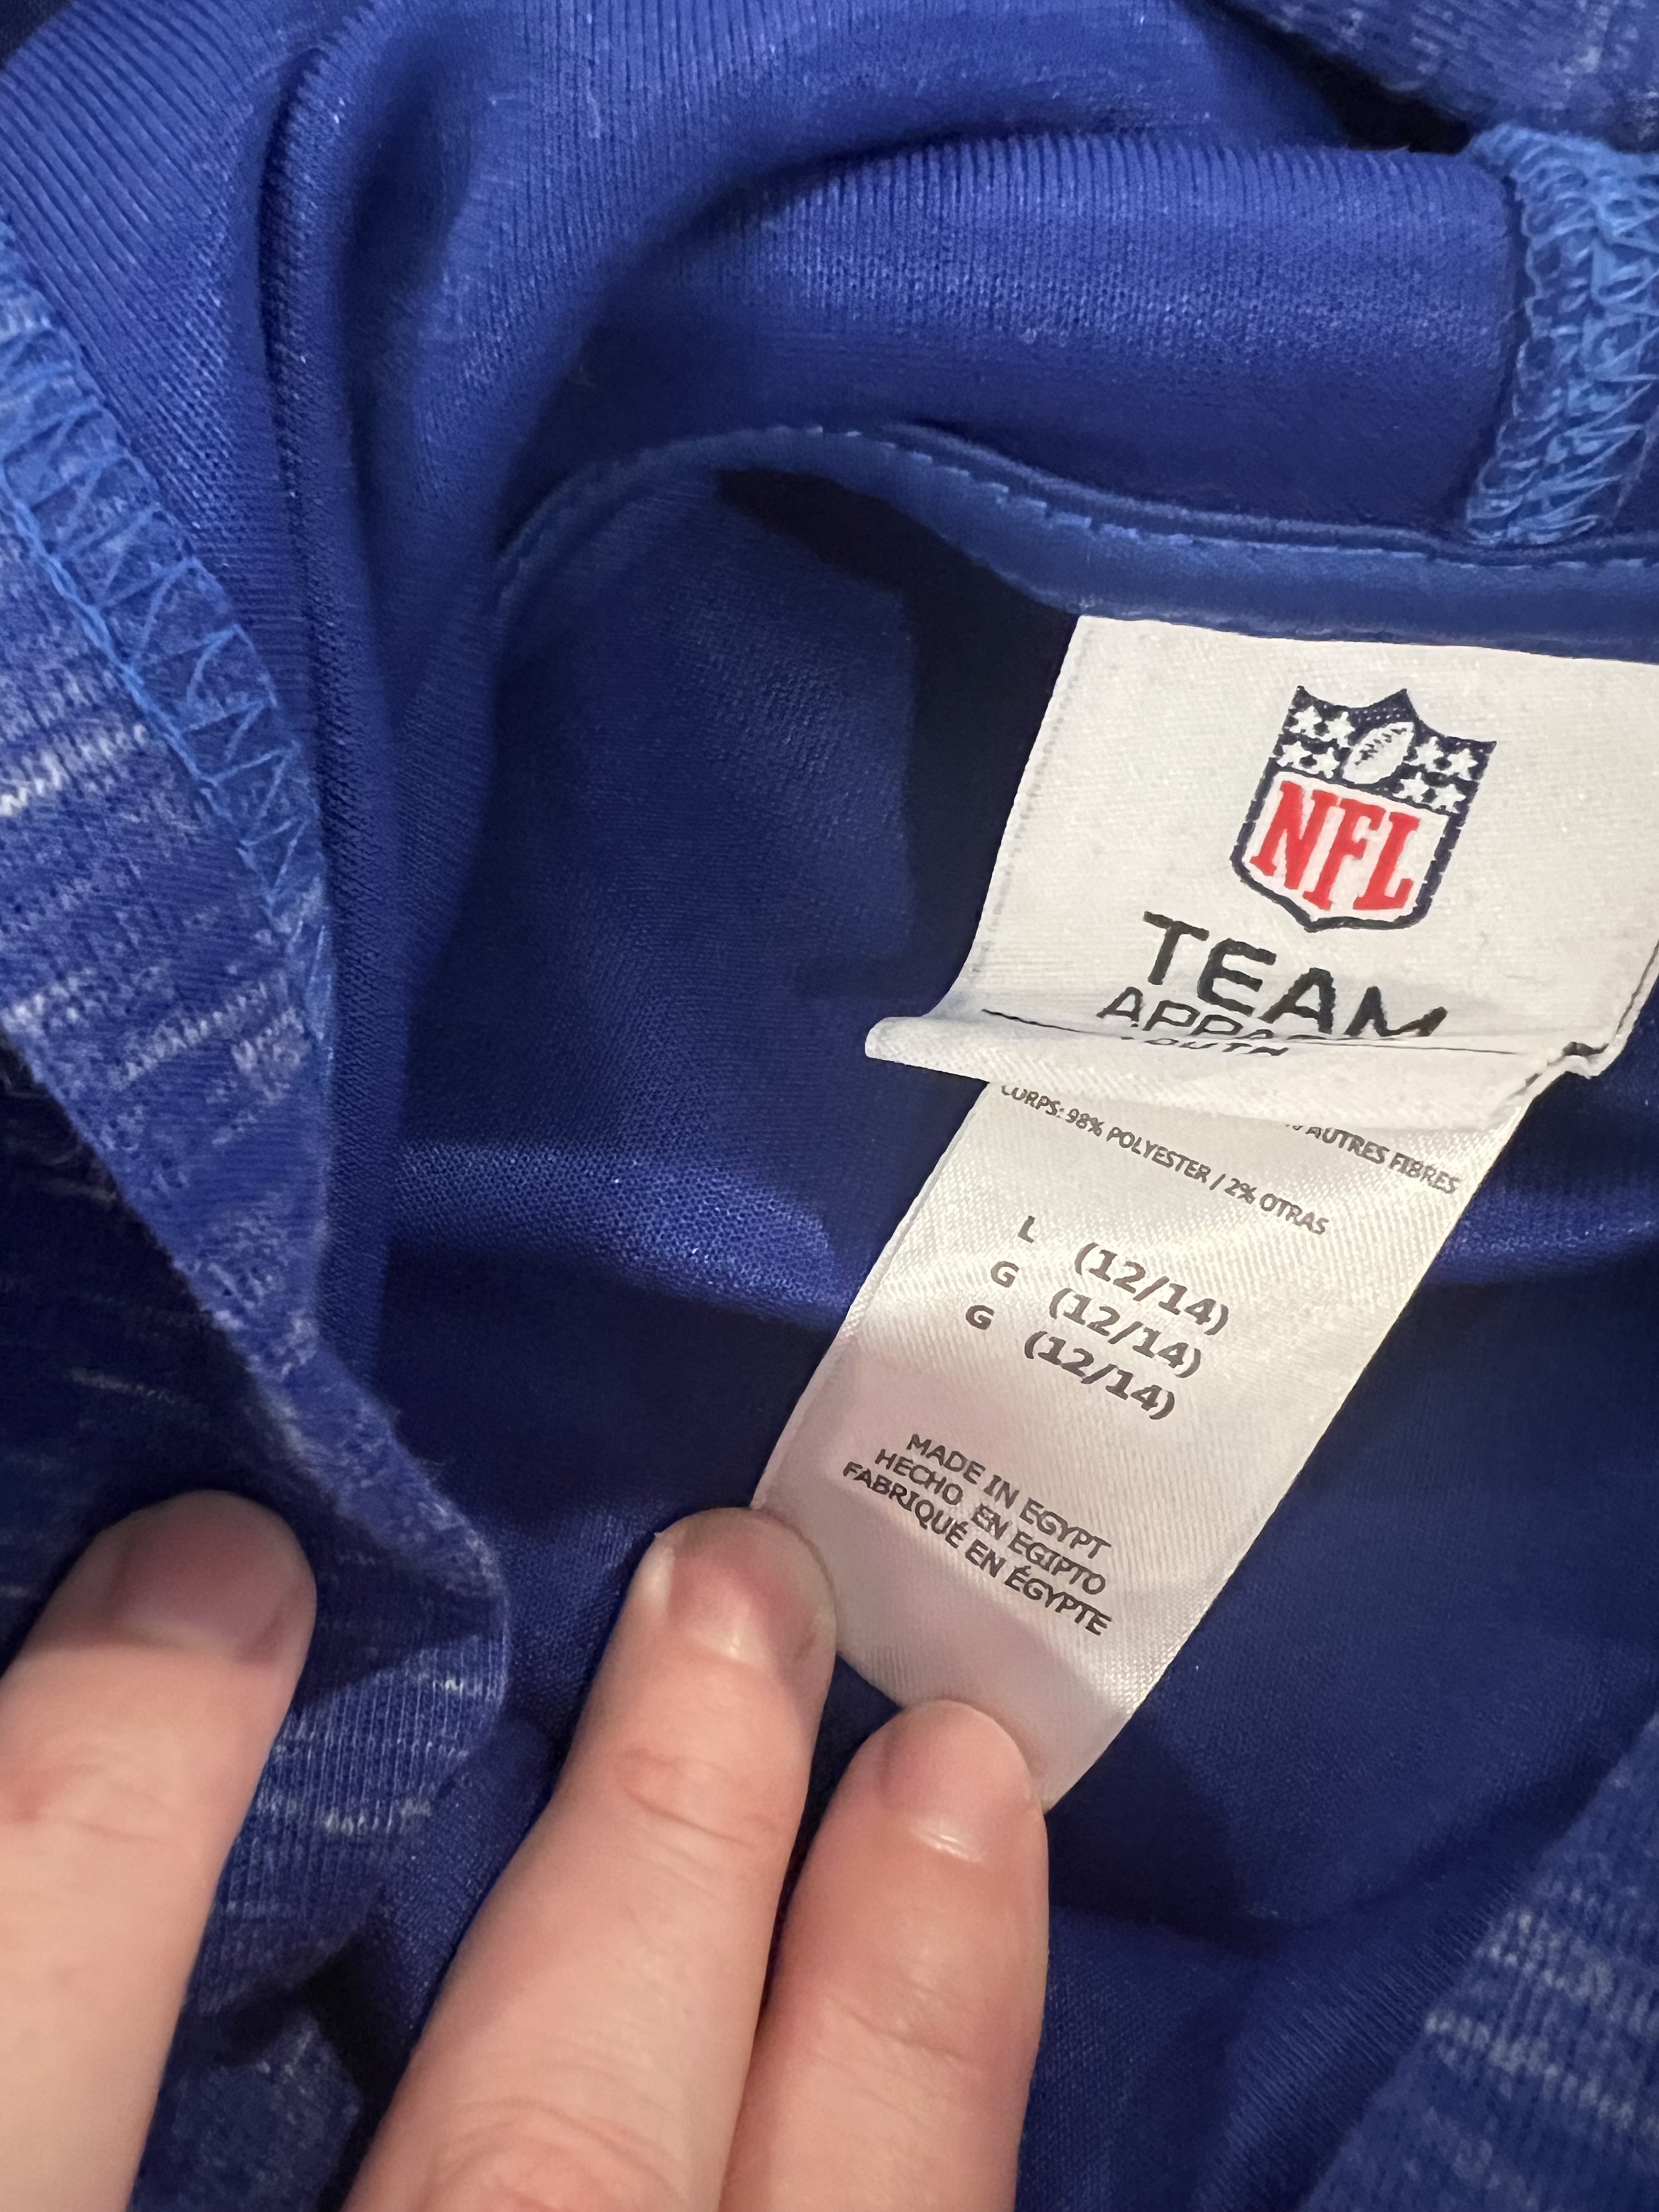 NFL
TEAM
CORPS: 98% POLYESTER / 2% OTRAS
AUTRES FIBRES
L (12/14)
G (12/14)
G (12/14)
MADE IN EGYPT
HECHO EN EGIPTO
FABRIQUÉ EN ÉGYPTE